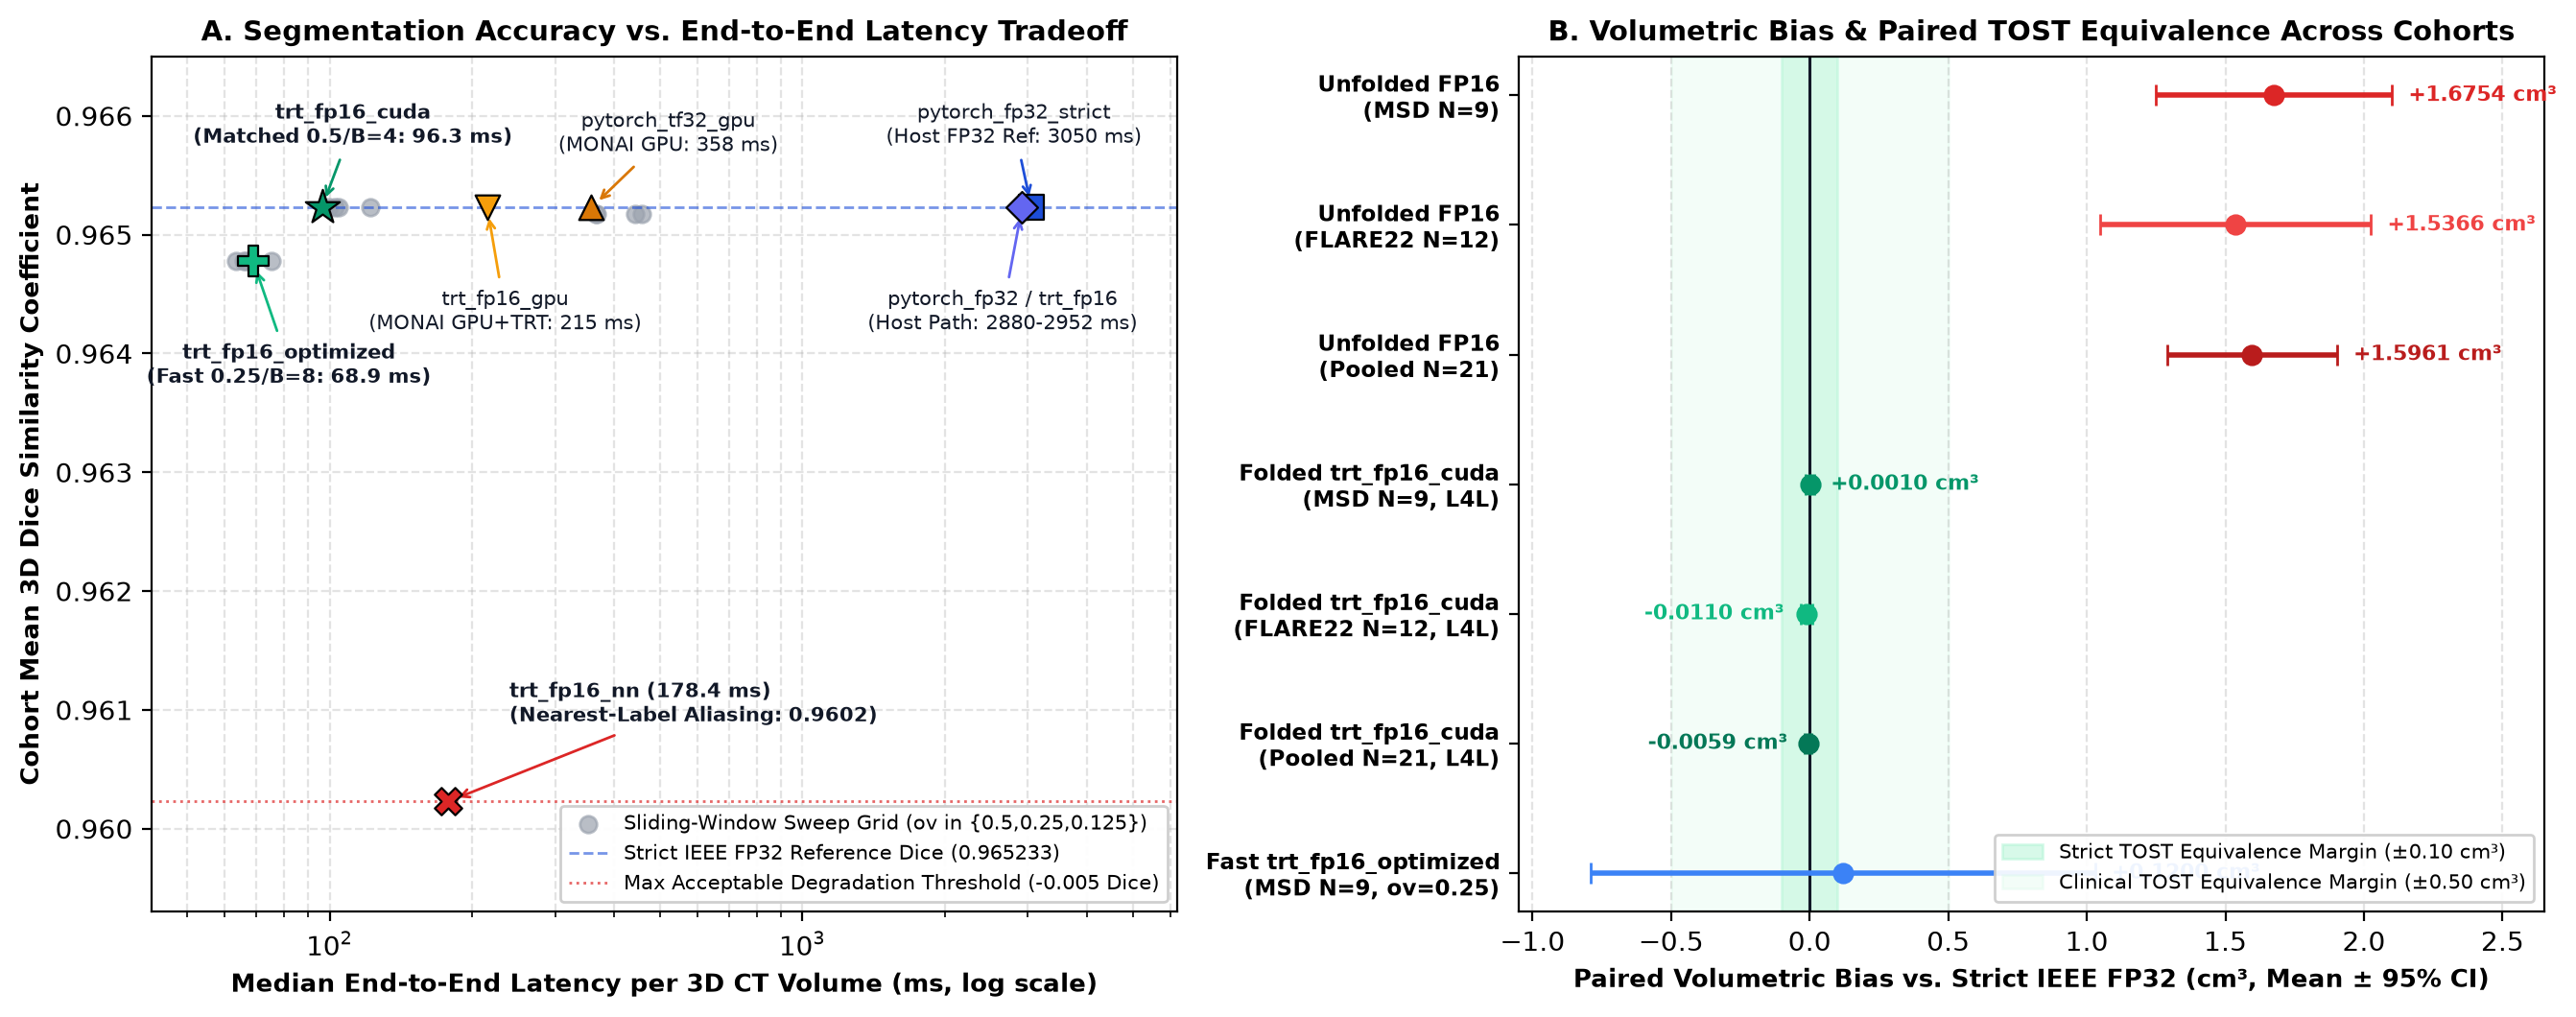 A. Segmentation Accuracy vs. End-to-End Latency Tradeoff
Cohort Mean 3D Dice Similarity Coefficient
0.966
0.965
0.964
0.963
0.962
0.961
0.960
trt_fp16_cuda
(Matched 0.5/B=4: 96.3 ms)
pytorch_tf32_gpu
(MONAI GPU: 358 ms)
pytorch_fp32_strict
(Host FP32 Ref: 3050 ms)
trt_fp16_gpu
(MONAI GPU+TRT: 215 ms)
pytorch_fp32 / trt_fp16
(Host Path: 2880-2952 ms)
trt_fp16_optimized
(Fast 0.25/B=8: 68.9 ms)
trt_fp16_nn (178.4 ms)
(Nearest-Label Aliasing: 0.9602)
Sliding-Window Sweep Grid (ov in {0.5,0.25,0.125})
Strict IEEE FP32 Reference Dice (0.965233)
Max Acceptable Degradation Threshold (-0.005 Dice)
10²
10³
Median End-to-End Latency per 3D CT Volume (ms, log scale)
B. Volumetric Bias & Paired TOST Equivalence Across Cohorts
Unfolded FP16
(MSD N=9)
+1.6754 cm³
Unfolded FP16
(FLARE22 N=12)
+1.5366 cm³
Unfolded FP16
(Pooled N=21)
+1.5961 cm³
Folded trt_fp16_cuda
(MSD N=9, L4L)
+0.0010 cm³
Folded trt_fp16_cuda
(FLARE22 N=12, L4L)
-0.0110 cm³
Folded trt_fp16_cuda
(Pooled N=21, L4L)
-0.0059 cm³
Fast trt_fp16_optimized
(MSD N=9, ov=0.25)
Strict TOST Equivalence Margin (±0.10 cm³)
Clinical TOST Equivalence Margin (±0.50 cm³)
−1.0
−0.5
0.0
0.5
1.0
1.5
2.0
2.5
Paired Volumetric Bias vs. Strict IEEE FP32 (cm³, Mean ± 95% CI)